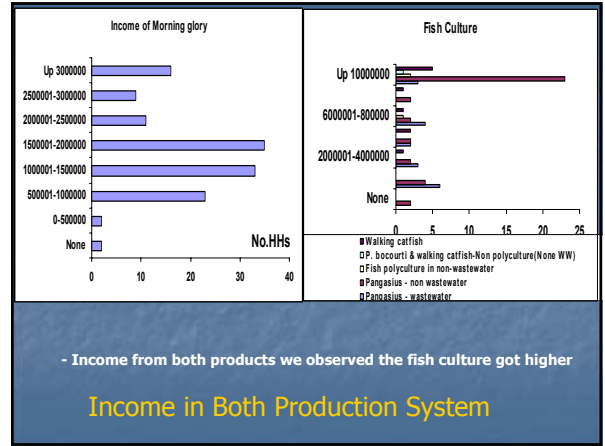 Income of Morning glory
Up 3000000
2500001-3000000
2000001-2500000
1500001-2000000
1000001-1500000
500001-1000000
0-500000
None
No.HHs
0 10 20 30 40
Fish Culture
Up 10000000
6000001-800000
2000001-4000000
None
0 5 10 15 20 25
Walking catfish
P. bocourti & walking catfish-Non polyculture(None WW)
Fish polyculture in non-wastewater
Pangasius - non wastewater
Pangasius - wastewater
- Income from both products we observed the fish culture got higher
Income in Both Production System